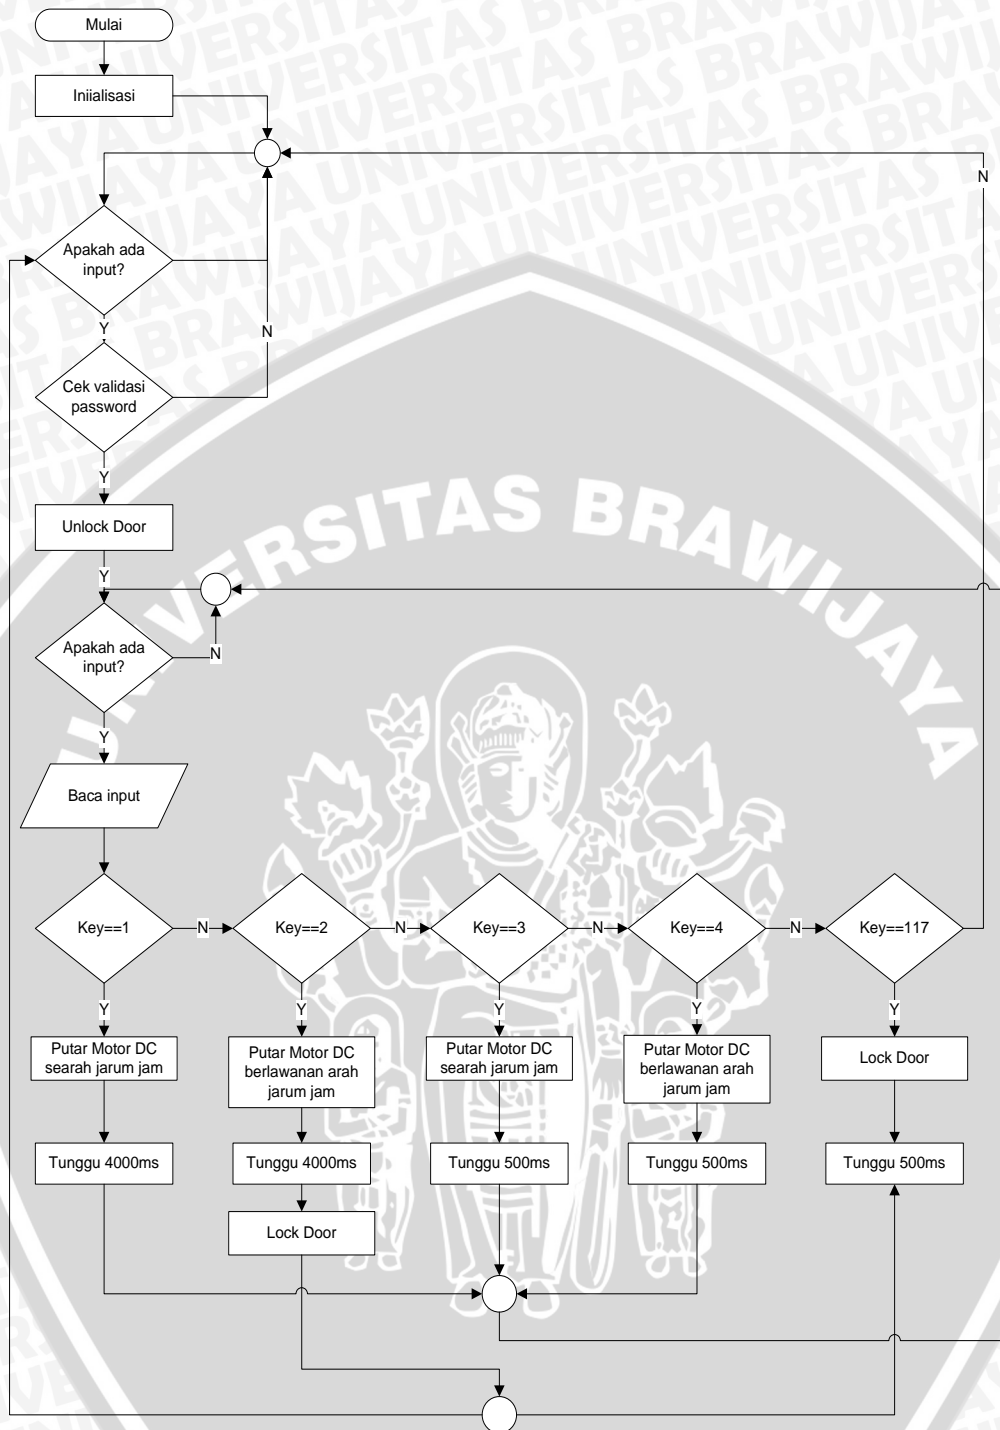 Mulai
Iniialisasi
N
Apakah ada
input?
N
Y
Cek validasi
password
Y
UNIVERSITAS BRAWIJAYA
Unlock Door
Y
Apakah ada
input?
N
Y
Baca input
Key==1
N
Key==2
N
Key==3
N
Key==4
N
Key==117
Y
Y
Y
Y
Y
Putar Motor DC
searah jarum jam
Putar Motor DC
berlawanan arah
jarum jam
Putar Motor DC
searah jarum jam
Putar Motor DC
berlawanan arah
jarum jam
Lock Door
Tunggu 4000ms
Tunggu 4000ms
Tunggu 500ms
Tunggu 500ms
Tunggu 500ms
Lock Door